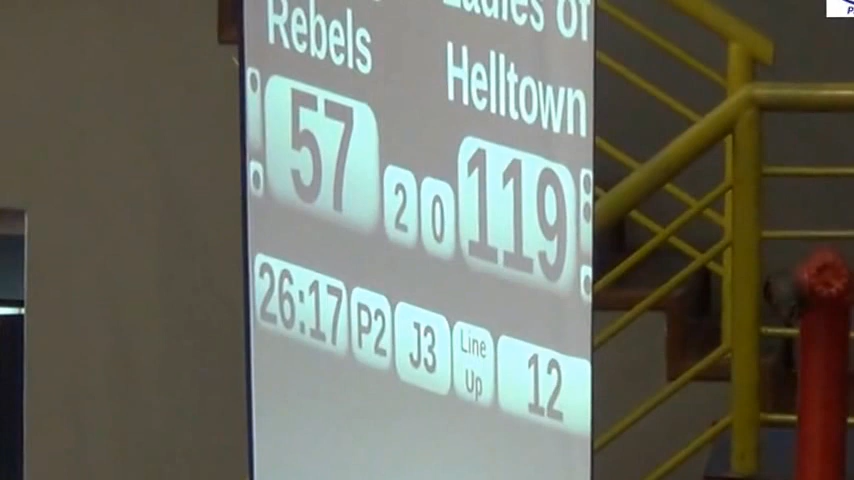 Rebels
Ladies of
Helltown
57
2 0
119
26:17 P2 J3 Line Up 12